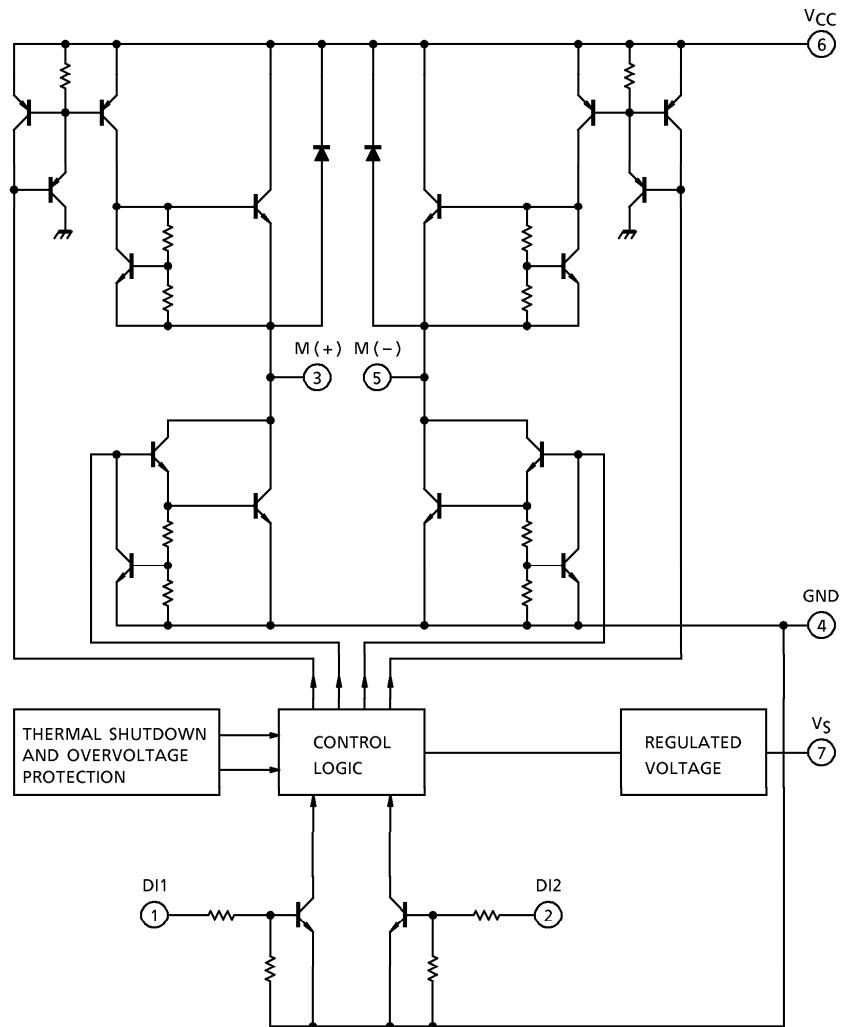 VCC
6
M(+) M(−)
3 5
GND
4
THERMAL SHUTDOWN
AND OVERVOLTAGE
PROTECTION
CONTROL
LOGIC
REGULATED
VOLTAGE
VS
7
DI1
1
DI2
2